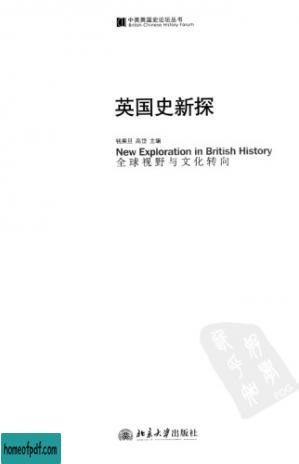 中英英国史论坛丛书
British-Chinese History Forum
英国史新探
钱乘旦 高岱 主编
New Exploration in British History
全球视野与文化转向
PDG
北京大学出版社
homeofpdf.com